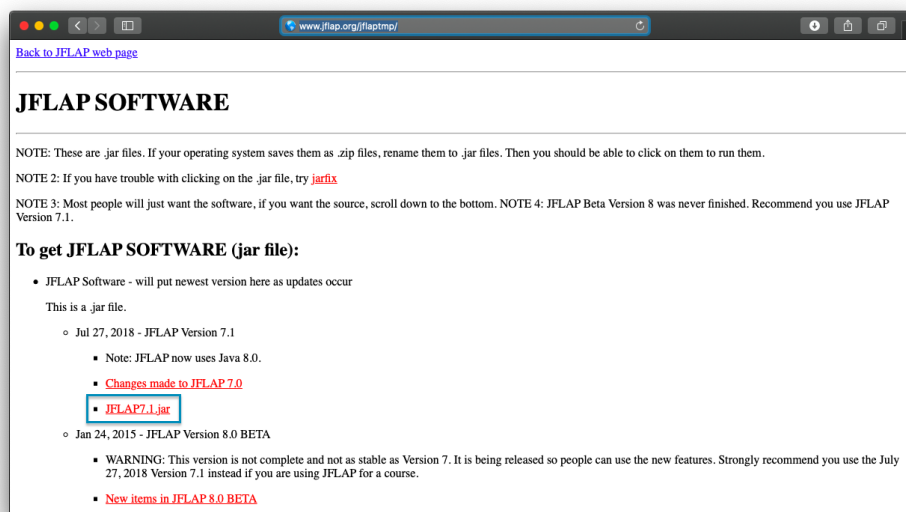 www.jflap.org/jflaptmp/
Back to JFLAP web page
JFLAP SOFTWARE
NOTE: These are .jar files. If your operating system saves them as .zip files, rename them to .jar files. Then you should be able to click on them to run them.
NOTE 2: If you have trouble with clicking on the .jar file, try jarfix
NOTE 3: Most people will just want the software, if you want the source, scroll down to the bottom. NOTE 4: JFLAP Beta Version 8 was never finished. Recommend you use JFLAP
Version 7.1.
To get JFLAP SOFTWARE (jar file):
JFLAP Software - will put newest version here as updates occur
This is a .jar file.
Jul 27, 2018 - JFLAP Version 7.1
Note: JFLAP now uses Java 8.0.
Changes made to JFLAP 7.0
JFLAP7.1.jar
Jan 24, 2015 - JFLAP Version 8.0 BETA
WARNING: This version is not complete and not as stable as Version 7. It is being released so people can use the new features. Strongly recommend you use the July
27, 2018 Version 7.1 instead if you are using JFLAP for a course.
New items in JFLAP 8.0 BETA